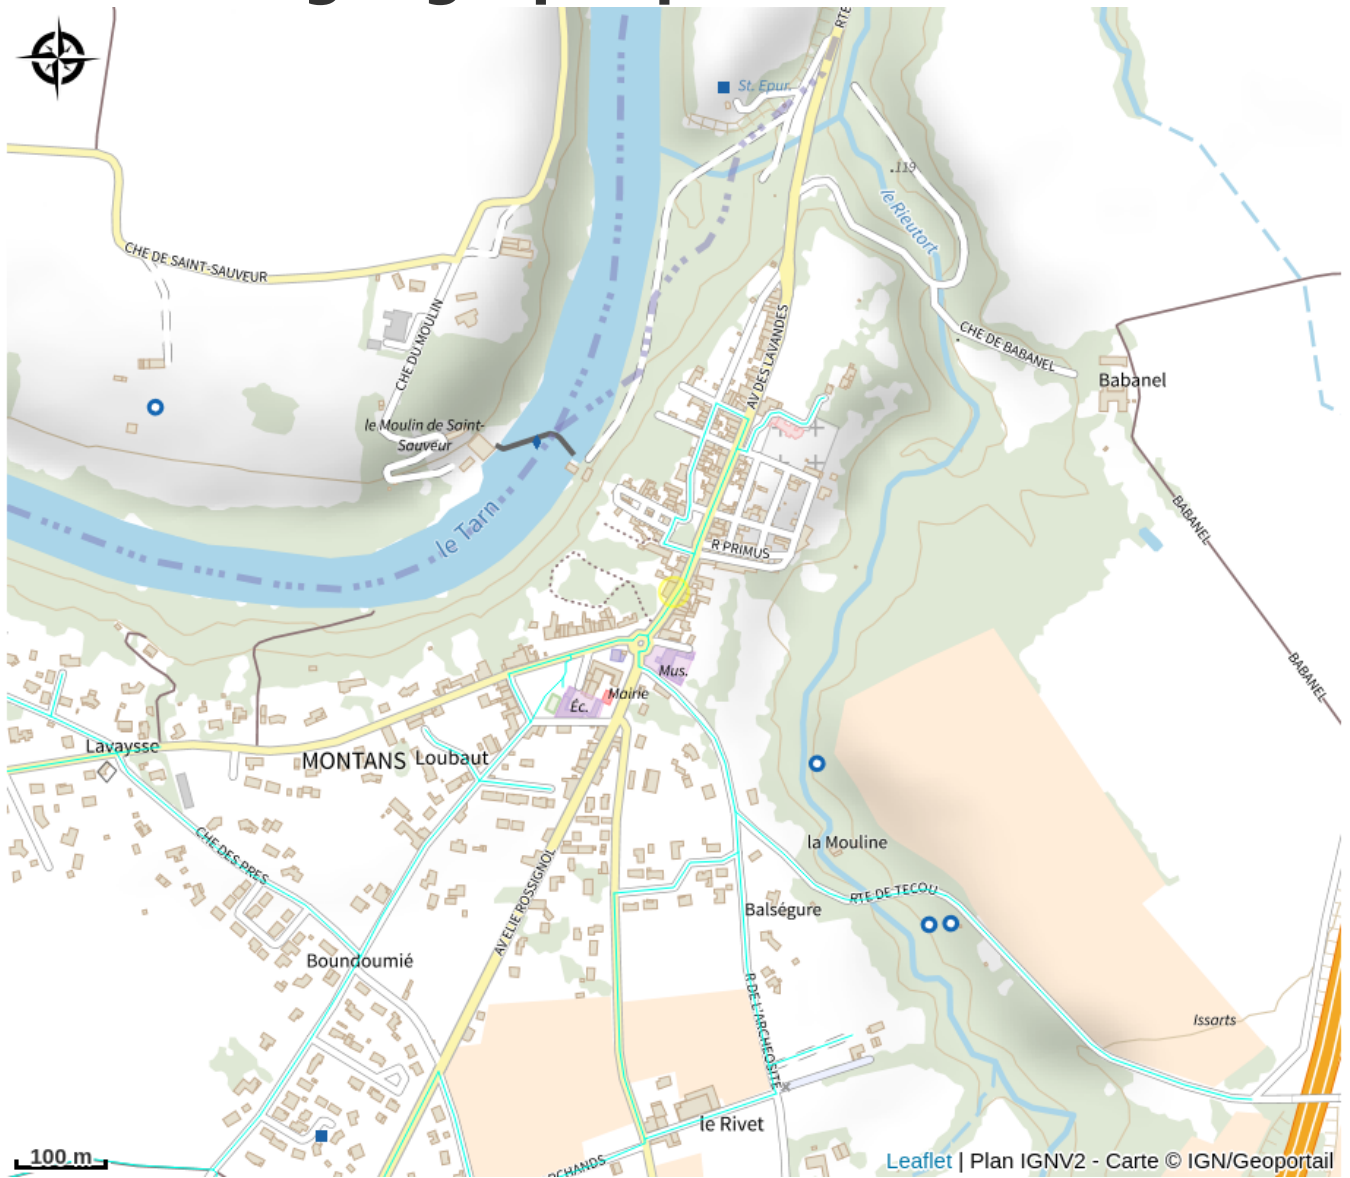 RTE
St. Epur.
.119
le Rieutort
CHE DE SAINT-SAUVEUR
CHE DU MOULIN
AV DES LAVANDES
CHE DE BABANEL
Babanel
le Moulin de Saint-
Sauveur
le Tarn
BABANEL
R PRIMUS
BABANEL
Mus.
Mairie
Éc.
Lavaysse
MONTANS
Loubaut
CHE DES PRES
la Mouline
AV ELIE ROSSIGNOL
RTE DE TECOU
Balségure
Boundoumié
R DE L'ARCHEOSITE
Issarts
le Rivet
RCHANDS
100 m
Leaflet | Plan IGNV2 - Carte © IGN/Geoportail